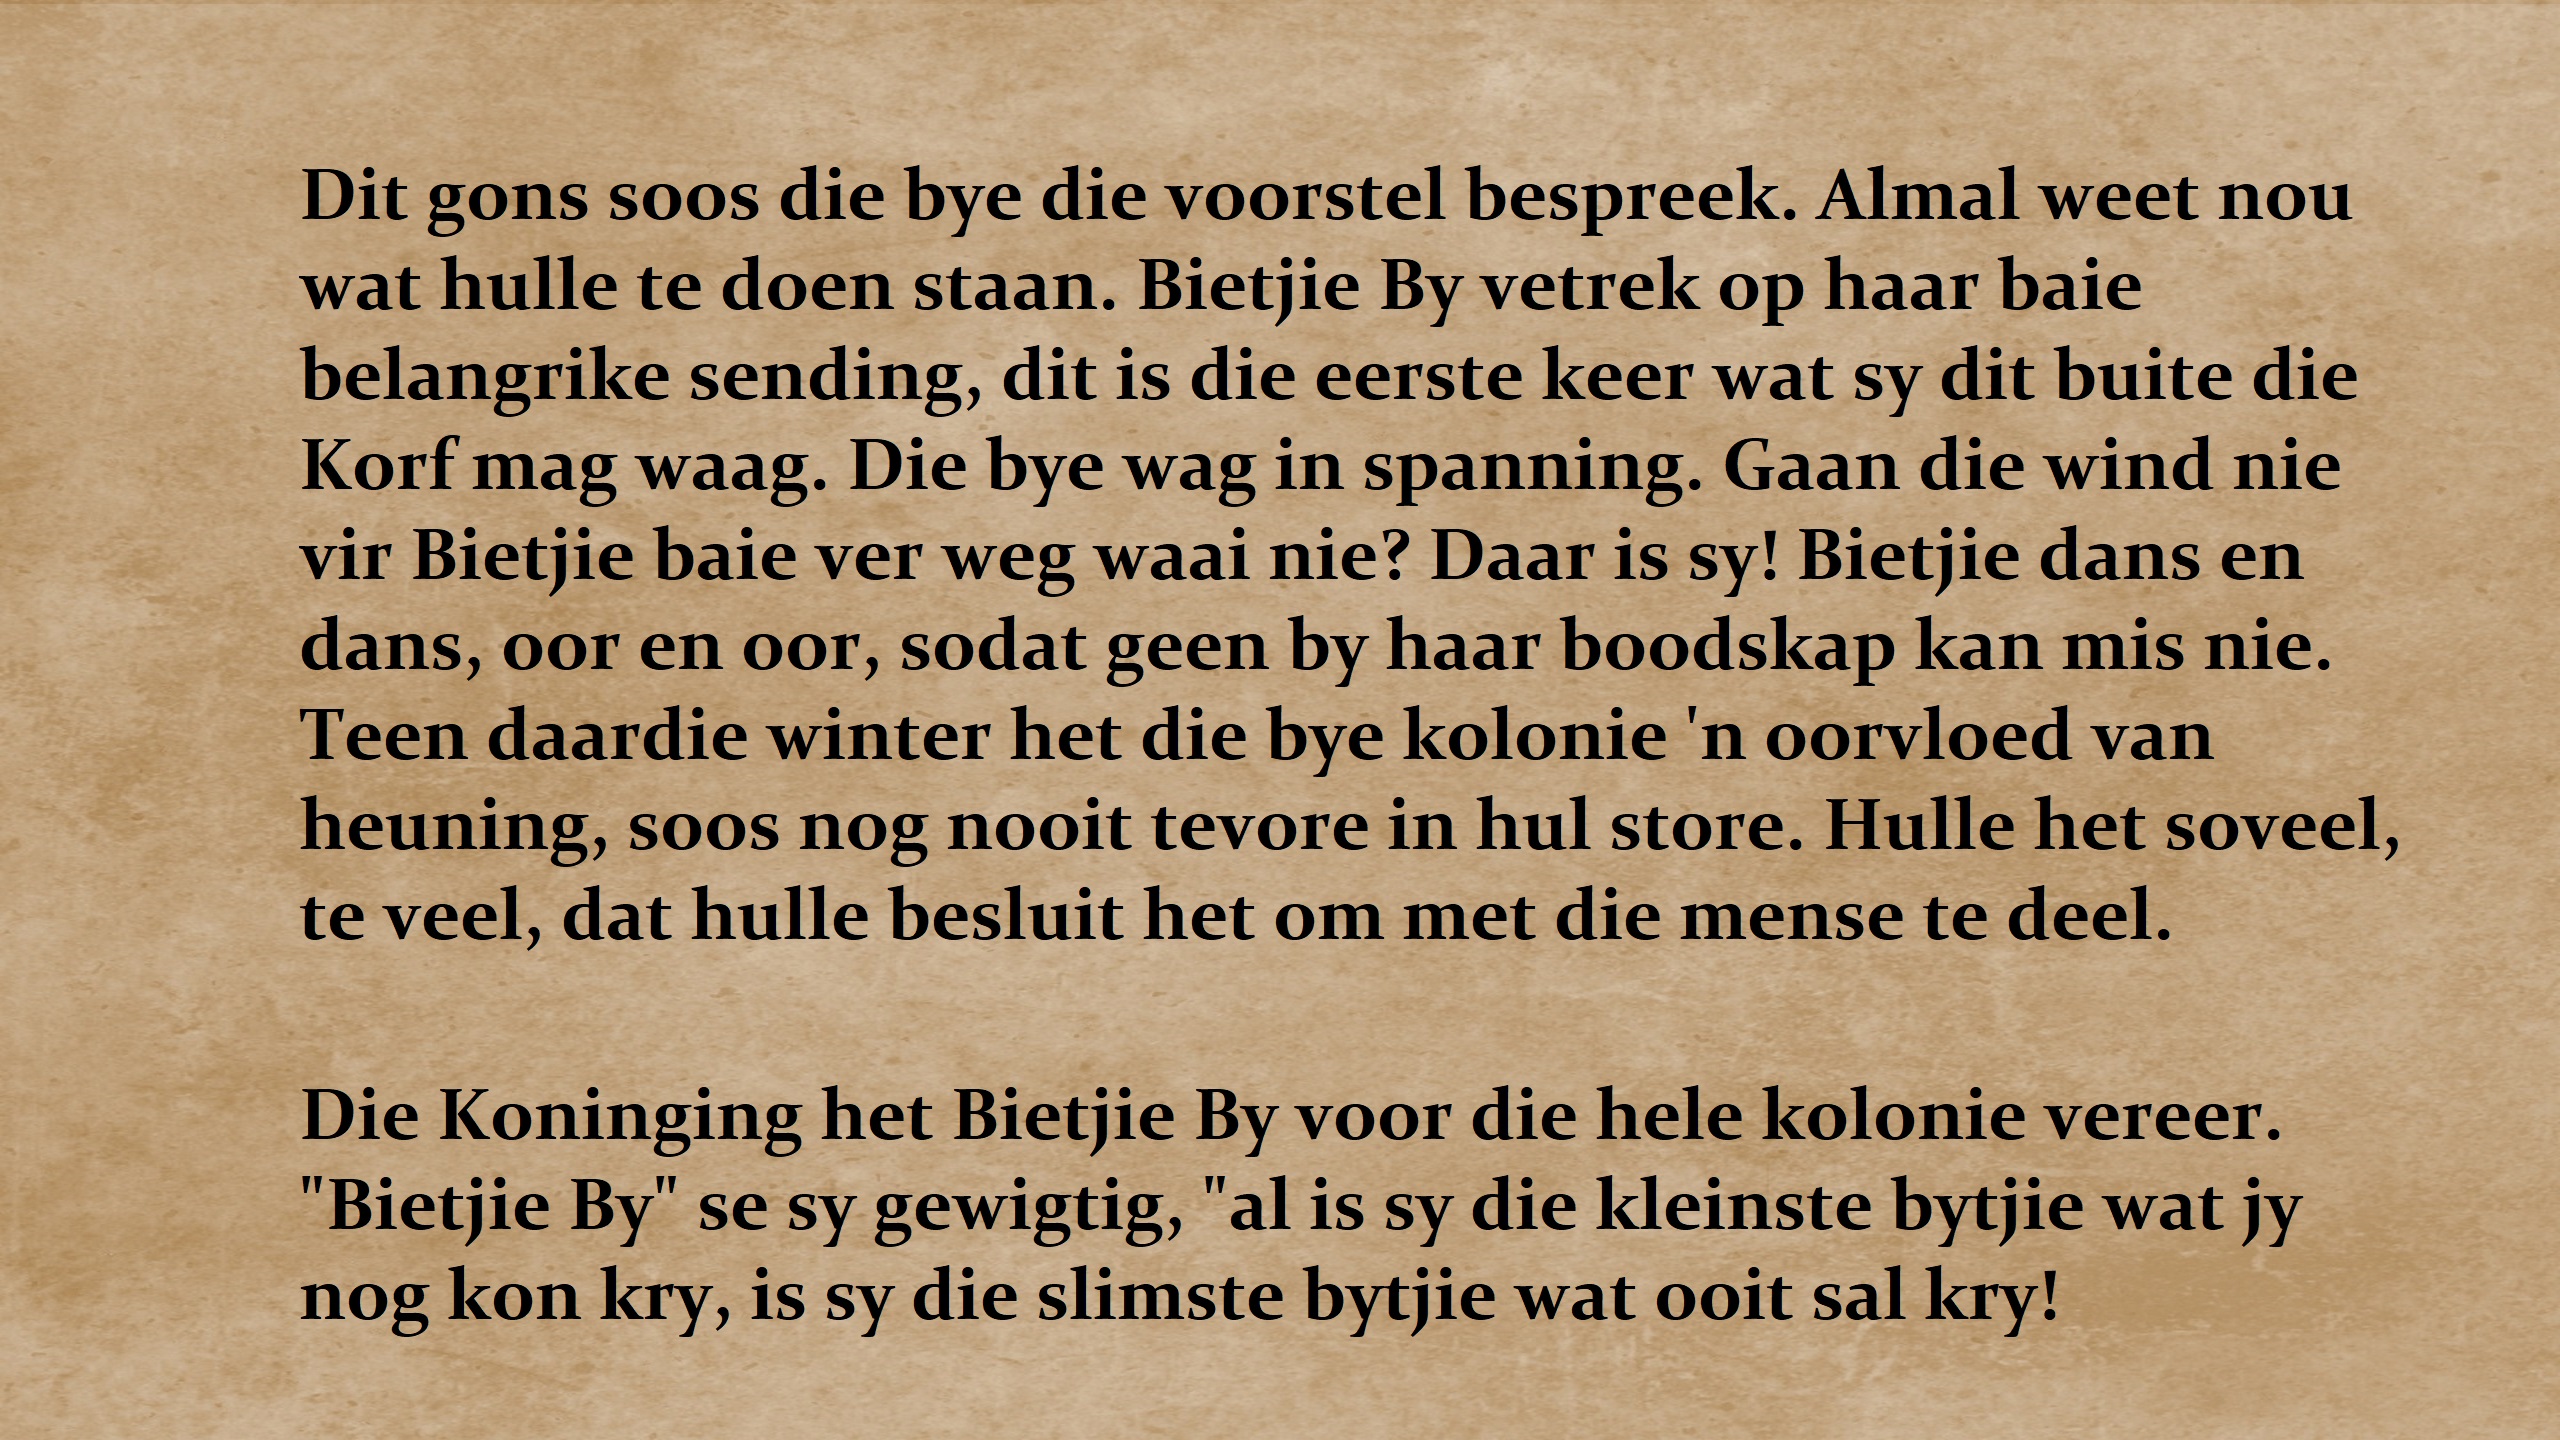 Dit gons soos die bye die voorstel bespreek. Almal weet nou
wat hulle te doen staan. Bietjie By vetrek op haar baie
belangrike sending, dit is die eerste keer wat sy dit buite die
Korf mag waag. Die bye wag in spanning. Gaan die wind nie
vir Bietjie baie ver weg waai nie? Daar is sy! Bietjie dans en
dans, oor en oor, sodat geen by haar boodskap kan mis nie.
Teen daardie winter het die bye kolonie 'n oorvloed van
heuning, soos nog nooit tevore in hul store. Hulle het soveel,
te veel, dat hulle besluit het om met die mense te deel.
Die Koninging het Bietjie By voor die hele kolonie vereer.
"Bietjie By" se sy gewigtig, "al is sy die kleinste bytjie wat jy
nog kon kry, is sy die slimste bytjie wat ooit sal kry!